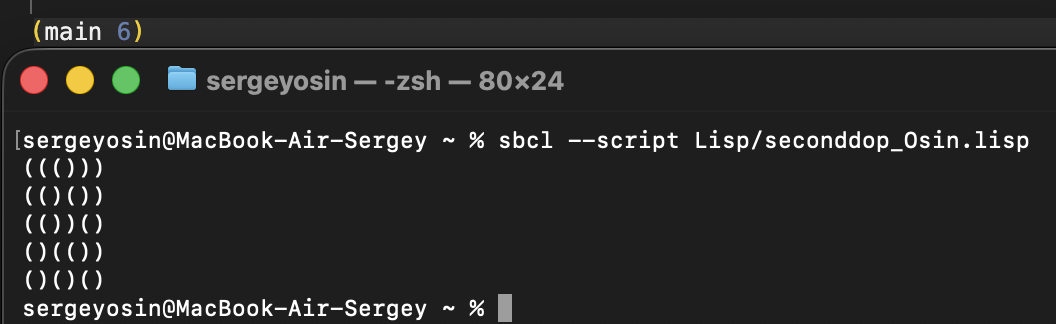 (main 6)
sergeyosin — -zsh — 80×24
[sergeyosin@MacBook-Air-Sergey ~ % sbcl --script Lisp/seconddop_Osin.lisp
((()))
(()())
(())()
()(())
()()()
sergeyosin@MacBook-Air-Sergey ~ %